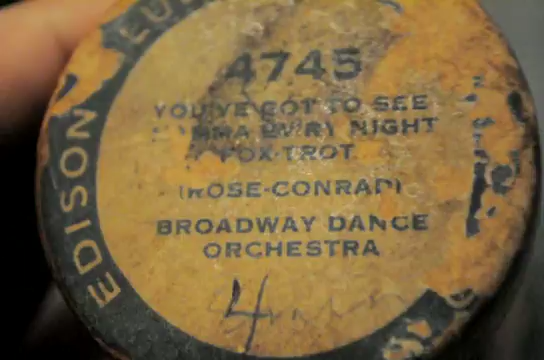 EDISON
4745
YOU'VE GOT TO SEE
EV'RY NIGHT
FOX-TROT
(ROSE-CONRAD)
BROADWAY DANCE
ORCHESTRA
4